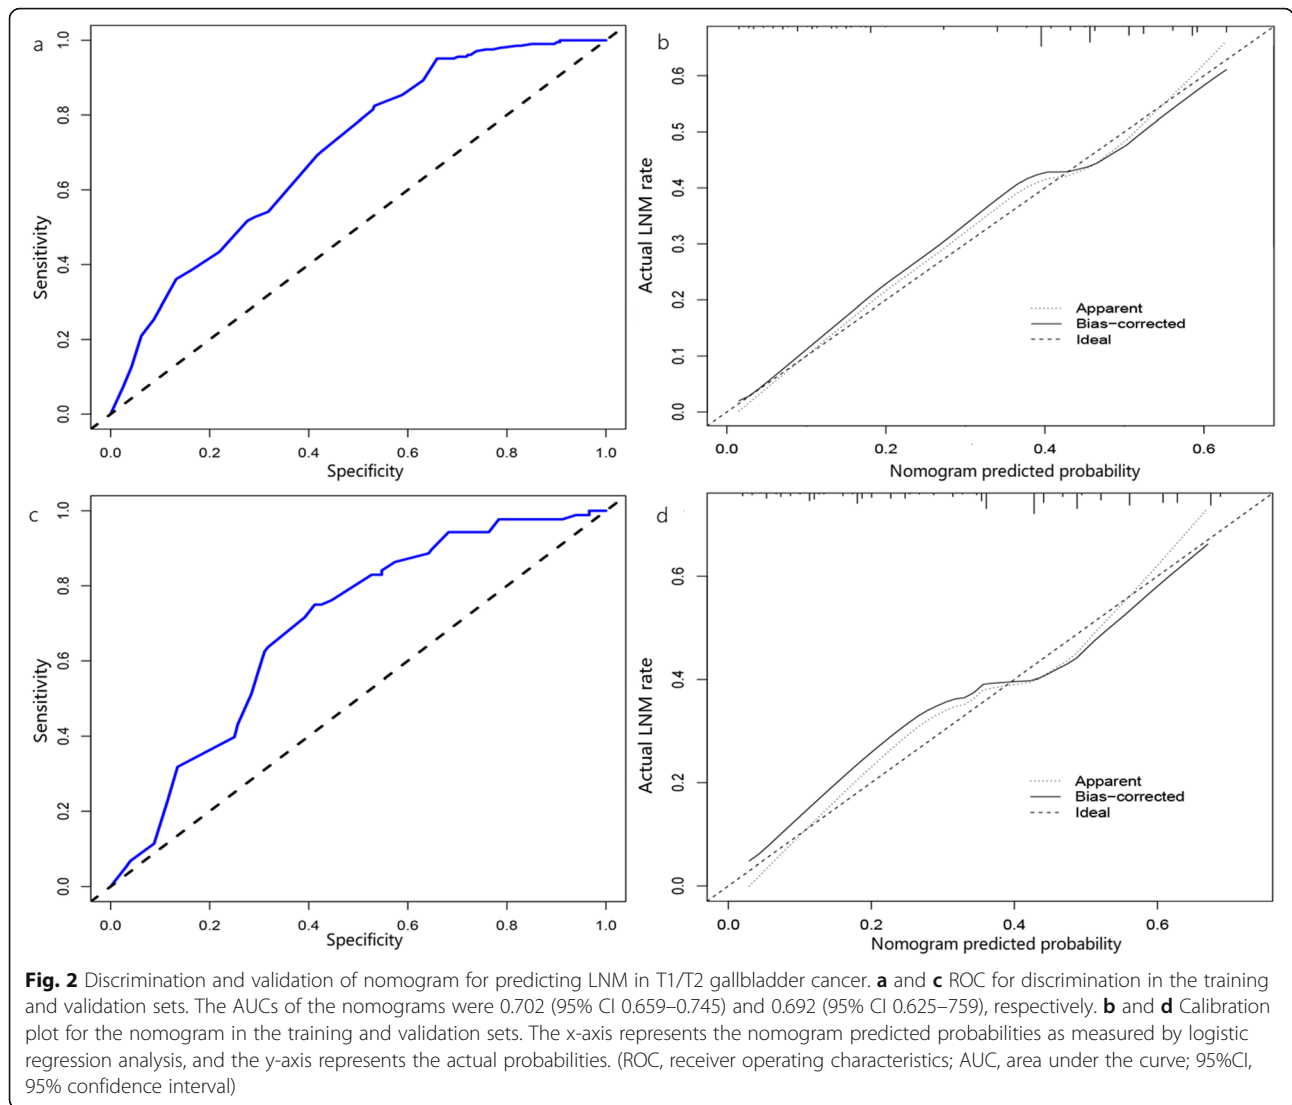 a
1.0
0.8
0.6
0.4
0.2
0.0
Sensitivity
0.0 0.2 0.4 0.6 0.8 1.0
Specificity
b
0.6
0.5
0.4
0.3
0.2
0.1
0.0
Actual LNM rate
Apparent
Bias-corrected
Ideal
0.0 0.2 0.4 0.6
Nomogram predicted probability
c
1.0
0.8
0.6
0.4
0.2
0.0
Sensitivity
0.0 0.2 0.4 0.6 0.8 1.0
Specificity
d
0.6
0.4
0.2
0.0
Actual LNM rate
Apparent
Bias-corrected
Ideal
0.0 0.2 0.4 0.6
Nomogram predicted probability
Fig. 2 Discrimination and validation of nomogram for predicting LNM in T1/T2 gallbladder cancer. a and c ROC for discrimination in the training
and validation sets. The AUCs of the nomograms were 0.702 (95% CI 0.659–0.745) and 0.692 (95% CI 0.625–759), respectively. b and d Calibration
plot for the nomogram in the training and validation sets. The x-axis represents the nomogram predicted probabilities as measured by logistic
regression analysis, and the y-axis represents the actual probabilities. (ROC, receiver operating characteristics; AUC, area under the curve; 95%CI,
95% confidence interval)